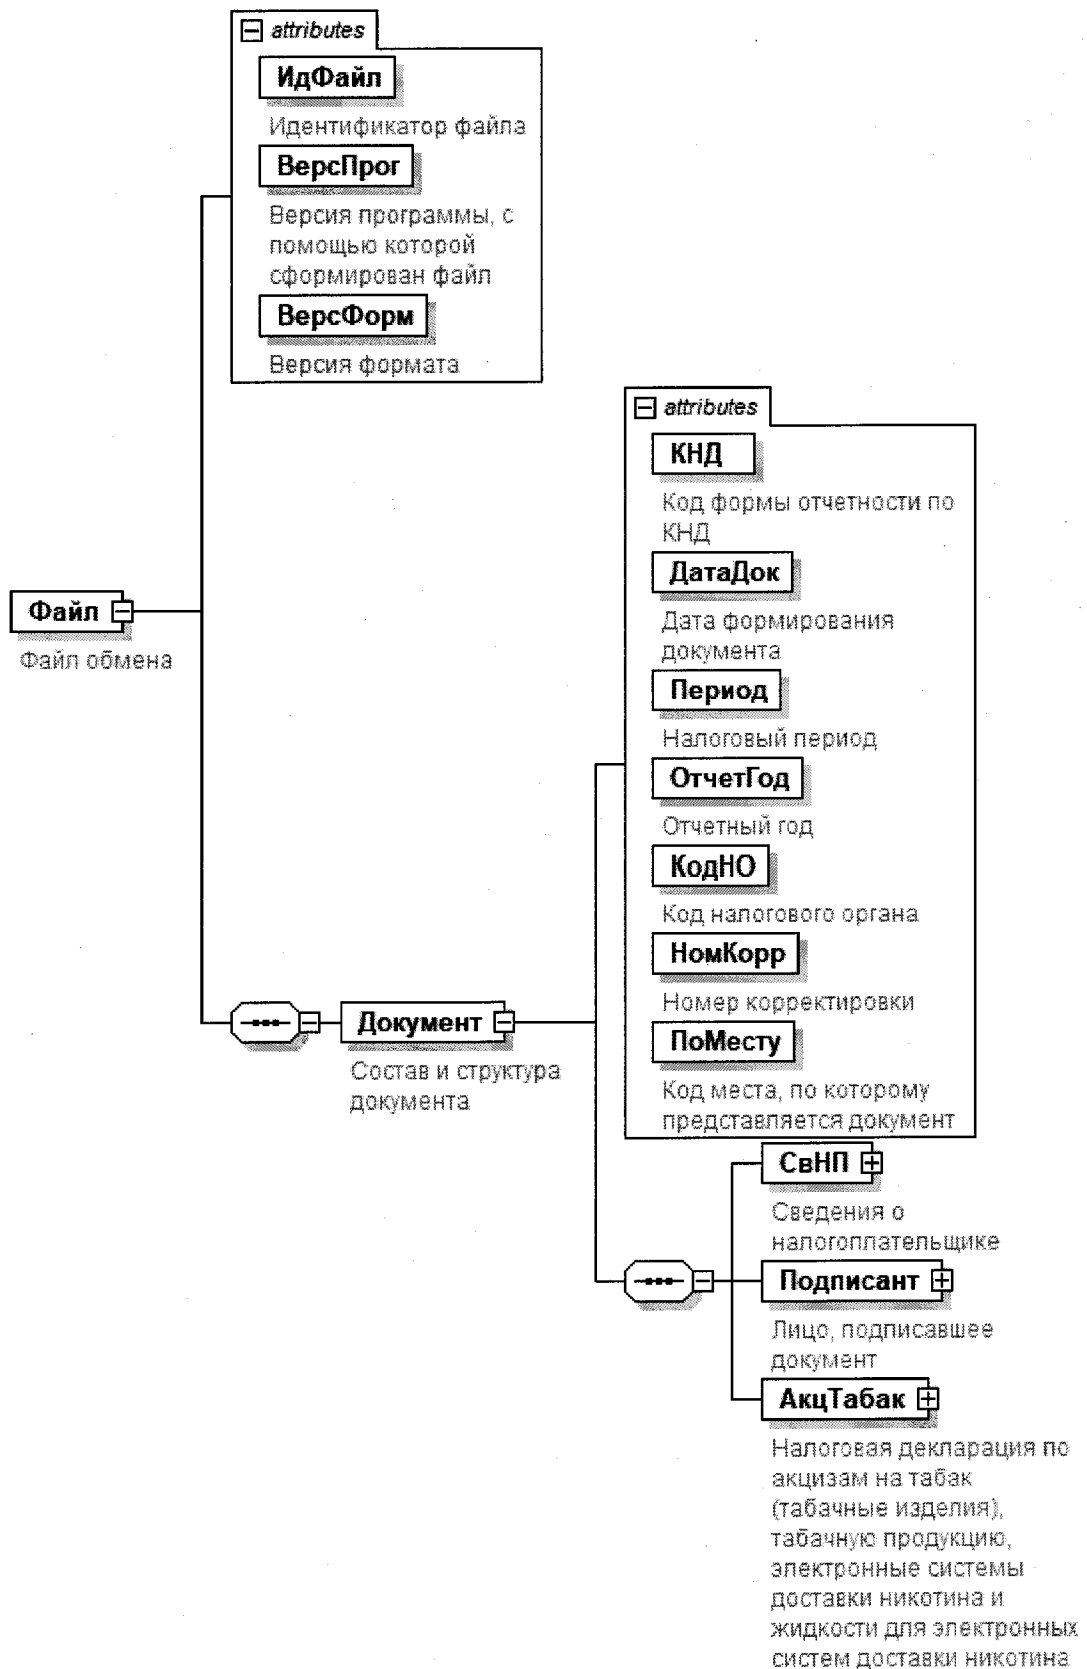 attributes
ИдФайл
Идентификатор файла
ВерсПрог
Версия программы, с
помощью которой
сформирован файл
ВерсФорм
Версия формата
Файл
Файл обмена
Документ
Состав и структура
документа
attributes
КНД
Код формы отчетности по
КНД
ДатаДок
Дата формирования
документа
Период
Налоговый период
ОтчетГод
Отчетный год
КодНО
Код налогового органа
НомКорр
Номер корректировки
ПоМесту
Код места, по которому
представляется документ
СвНП
Сведения о
налогоплательщике
Подписант
Лицо, подписавшее
документ
АкцТабак
Налоговая декларация по
акцизам на табак
(табачные изделия),
табачную продукцию,
электронные системы
доставки никотина и
жидкости для электронных
систем доставки никотина